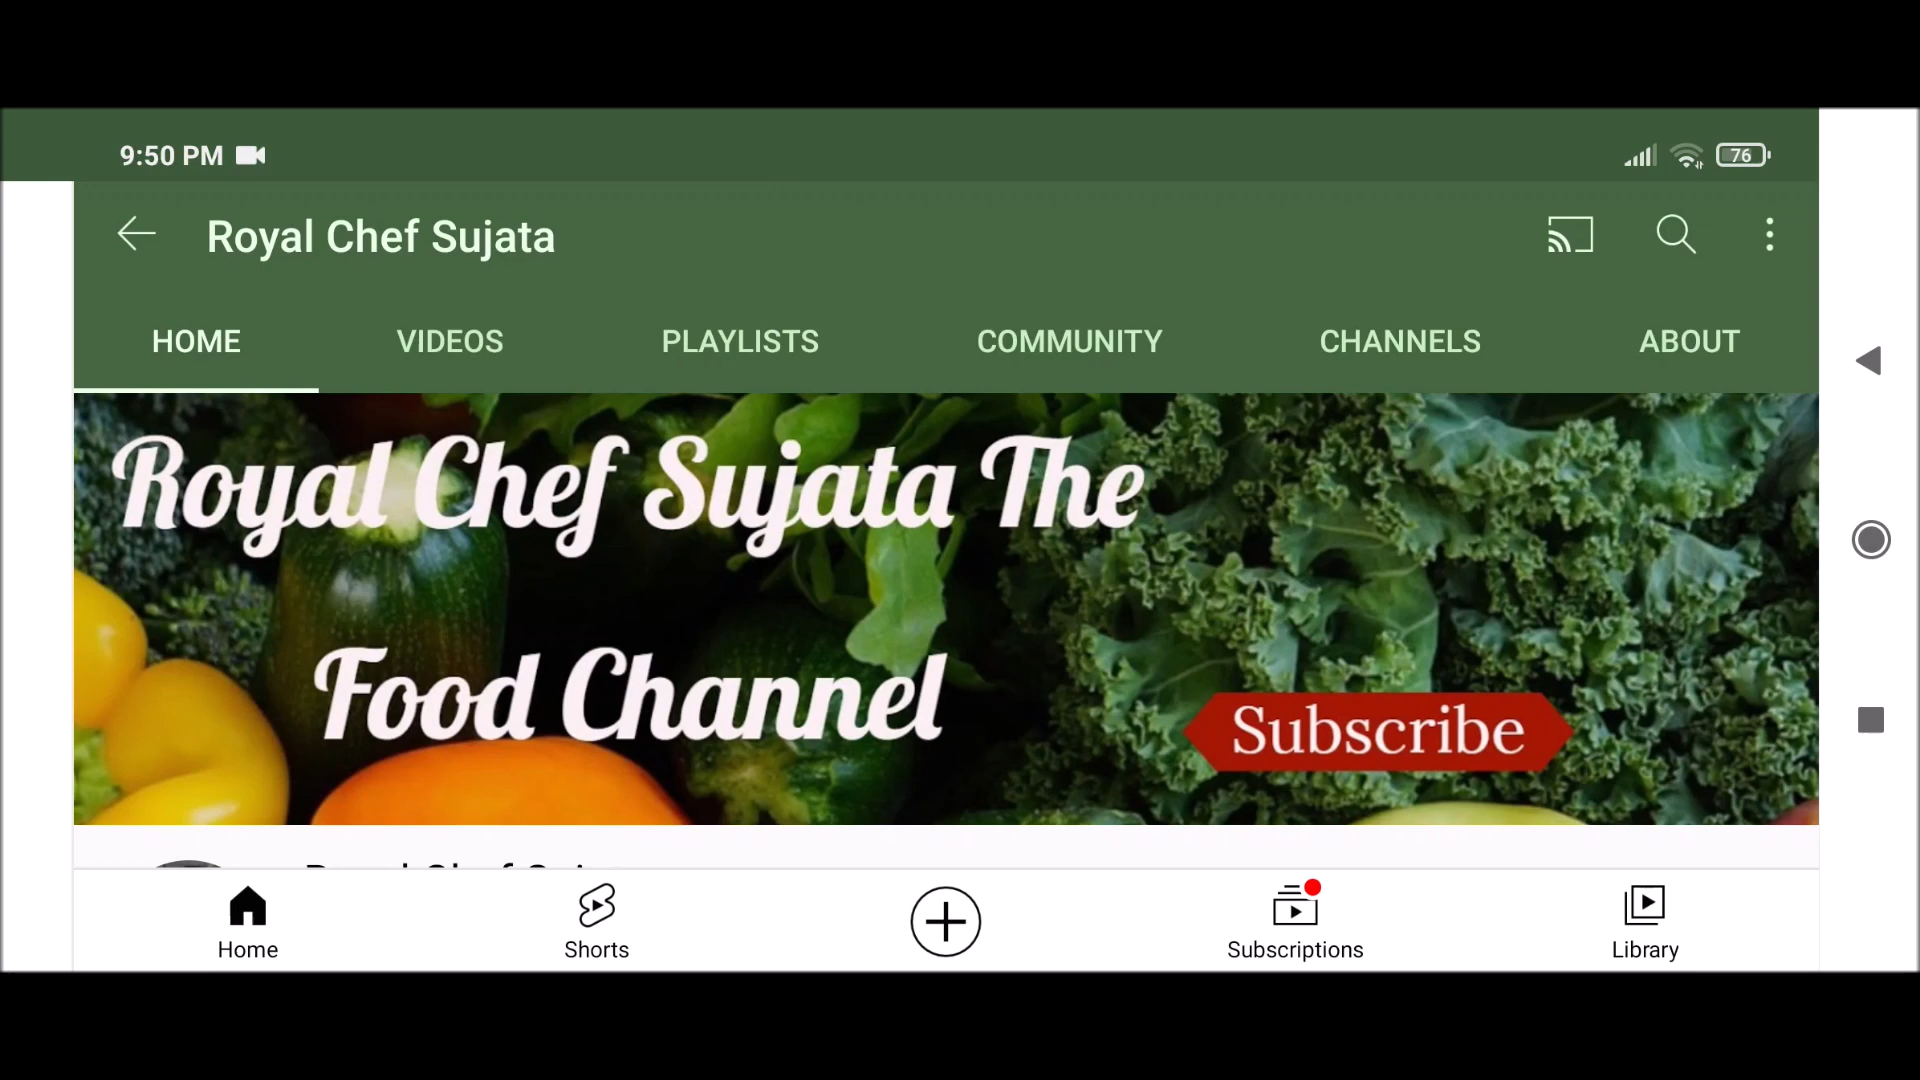 9:50 PM
76
Royal Chef Sujata
HOME VIDEOS PLAYLISTS COMMUNITY CHANNELS ABOUT
Royal Chef Sujata The
Food Channel
Subscribe
Home Shorts Subscriptions Library